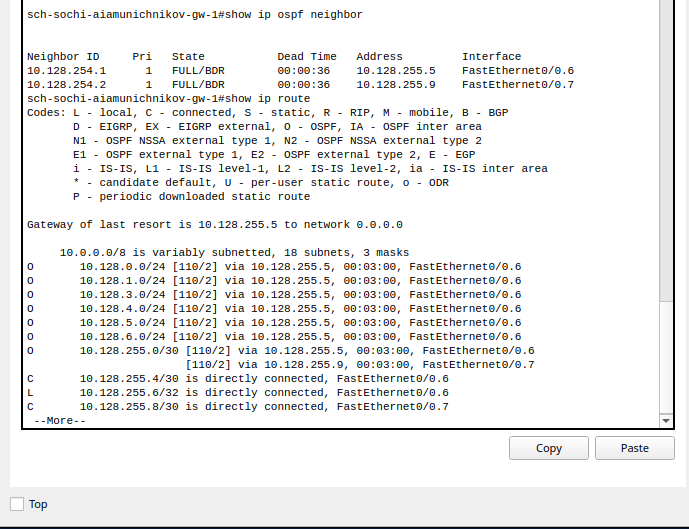 sch-sochi-aiamunichnikov-gw-1#show ip ospf neighbor
Neighbor ID     Pri   State           Dead Time   Address         Interface
10.128.254.1      1   FULL/BDR        00:00:36    10.128.255.5    FastEthernet0/0.6
10.128.254.2      1   FULL/BDR        00:00:36    10.128.255.9    FastEthernet0/0.7
sch-sochi-aiamunichnikov-gw-1#show ip route
Codes: L - local, C - connected, S - static, R - RIP, M - mobile, B - BGP
       D - EIGRP, EX - EIGRP external, O - OSPF, IA - OSPF inter area
       N1 - OSPF NSSA external type 1, N2 - OSPF NSSA external type 2
       E1 - OSPF external type 1, E2 - OSPF external type 2, E - EGP
       i - IS-IS, L1 - IS-IS level-1, L2 - IS-IS level-2, ia - IS-IS inter area
       * - candidate default, U - per-user static route, o - ODR
       P - periodic downloaded static route
Gateway of last resort is 10.128.255.5 to network 0.0.0.0
     10.0.0.0/8 is variably subnetted, 18 subnets, 3 masks
O       10.128.0.0/24 [110/2] via 10.128.255.5, 00:03:00, FastEthernet0/0.6
O       10.128.1.0/24 [110/2] via 10.128.255.5, 00:03:00, FastEthernet0/0.6
O       10.128.3.0/24 [110/2] via 10.128.255.5, 00:03:00, FastEthernet0/0.6
O       10.128.4.0/24 [110/2] via 10.128.255.5, 00:03:00, FastEthernet0/0.6
O       10.128.5.0/24 [110/2] via 10.128.255.5, 00:03:00, FastEthernet0/0.6
O       10.128.6.0/24 [110/2] via 10.128.255.5, 00:03:00, FastEthernet0/0.6
O       10.128.255.0/30 [110/2] via 10.128.255.5, 00:03:00, FastEthernet0/0.6
                        [110/2] via 10.128.255.9, 00:03:00, FastEthernet0/0.7
C       10.128.255.4/30 is directly connected, FastEthernet0/0.6
L       10.128.255.6/32 is directly connected, FastEthernet0/0.6
C       10.128.255.8/30 is directly connected, FastEthernet0/0.7
 --More--
Copy Paste
Top